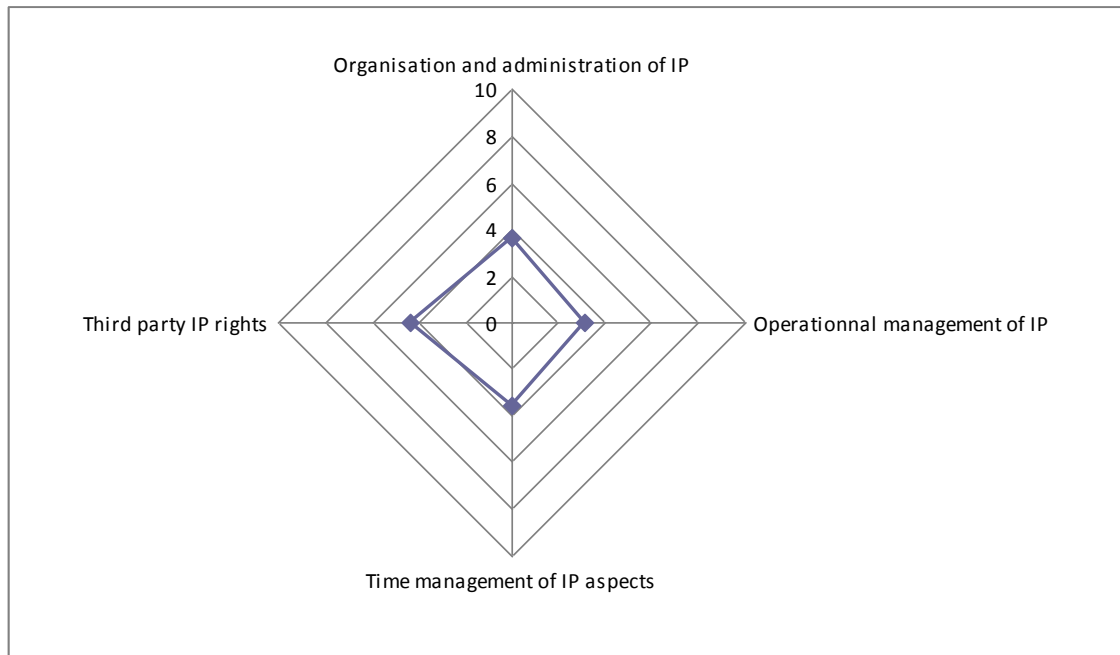 Organisation and administration of IP
10
8
6
4
2
0
Third party IP rights
Operationnal management of IP
Time management of IP aspects